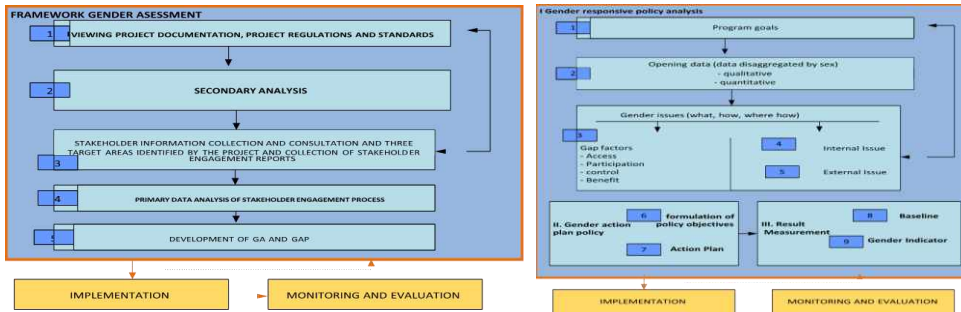 FRAMEWORK GENDER ASESSMENT
1
VIEWING PROJECT DOCUMENTATION, PROJECT REGULATIONS AND STANDARDS
2
SECONDARY ANALYSIS
STAKEHOLDER INFORMATION COLLECTION AND CONSULTATION AND THREE
TARGET AREAS IDENTIFIED BY THE PROJECT AND COLLECTION OF STAKEHOLDER
ENGAGEMENT REPORTS
3
4
PRIMARY DATA ANALYSIS OF STAKEHOLDER ENGAGEMENT PROCESS
5
DEVELOPMENT OF GA AND GAP
IMPLEMENTATION
MONITORING AND EVALUATION
I Gender responsive policy analysis
1
Program goals
2
Opening data (data disaggregated by sex)
- qualitative
- quantitative
Gender issues (what, how, where how)
3
Gap factors
- Access
- Participation
- control
- Benefit
4
Internal Issue
5
External Issue
II. Gender action
plan policy
6
formulation of
policy objectives
7
Action Plan
III. Result
Measurement
8
Baseline
9
Gender Indicator
IMPLEMENTATION
MONITORING AND EVALUATION